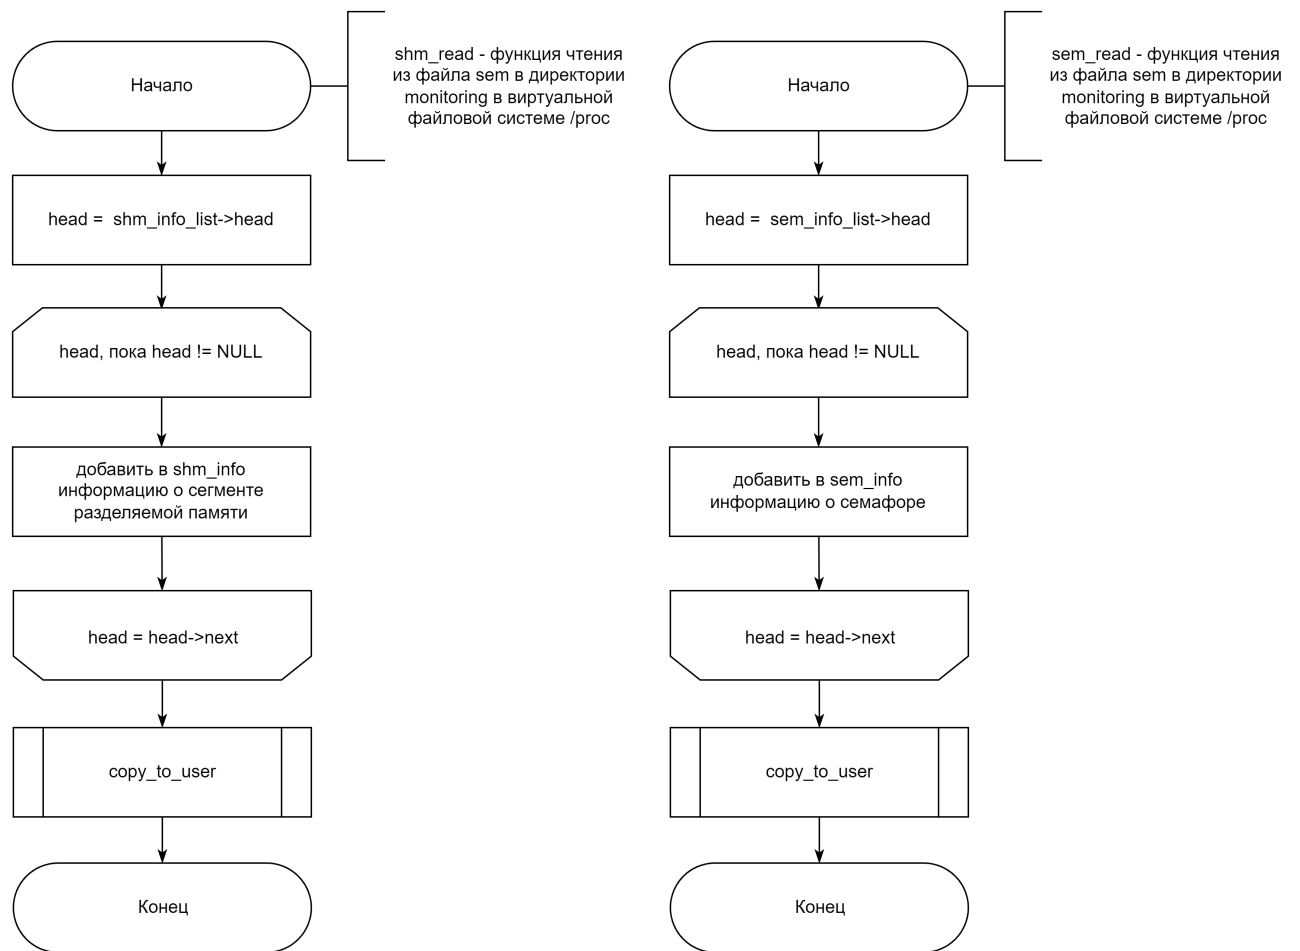 Начало
shm_read - функция чтения
из файла sem в директории
monitoring в виртуальной
файловой системе /proc
head =  shm_info_list->head
head, пока head != NULL
добавить в shm_info
информацию о сегменте
разделяемой памяти
head = head->next
copy_to_user
Конец
Начало
sem_read - функция чтения
из файла sem в директории
monitoring в виртуальной
файловой системе /proc
head =  sem_info_list->head
head, пока head != NULL
добавить в sem_info
информацию о семафоре
head = head->next
copy_to_user
Конец